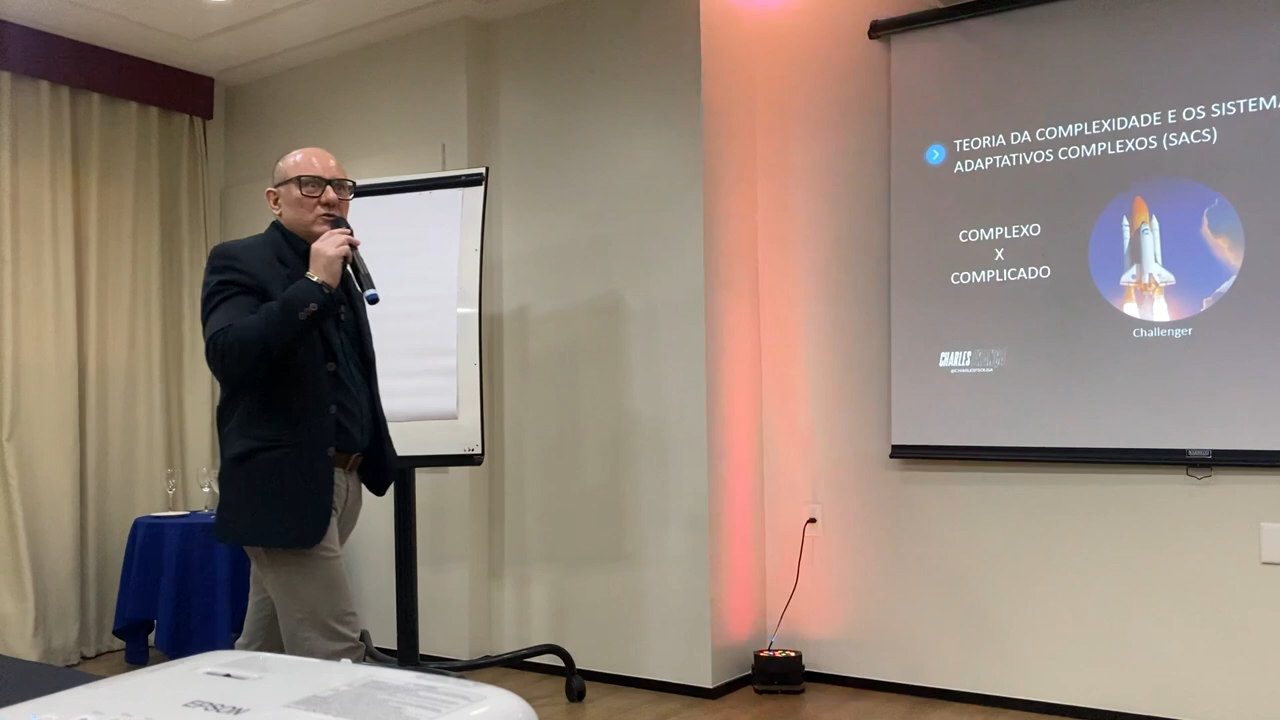 TEORIA DA COMPLEXIDADE E OS SISTEMA
ADAPTATIVOS COMPLEXOS (SACS)
COMPLEXO
X
COMPLICADO
Challenger
CHARLES
EPSON